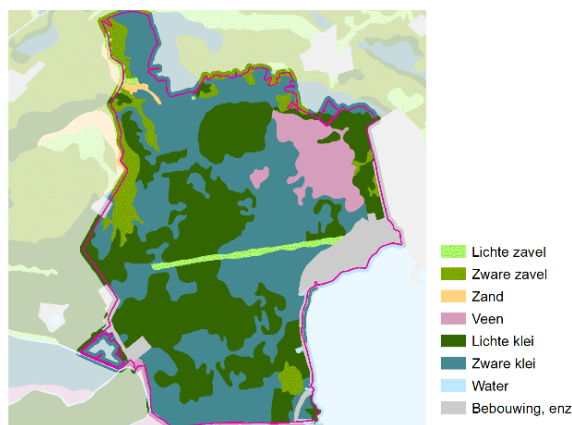 Lichte zavel
Zware zavel
Zand
Veen
Lichte klei
Zware klei
Water
Bebouwing, enz